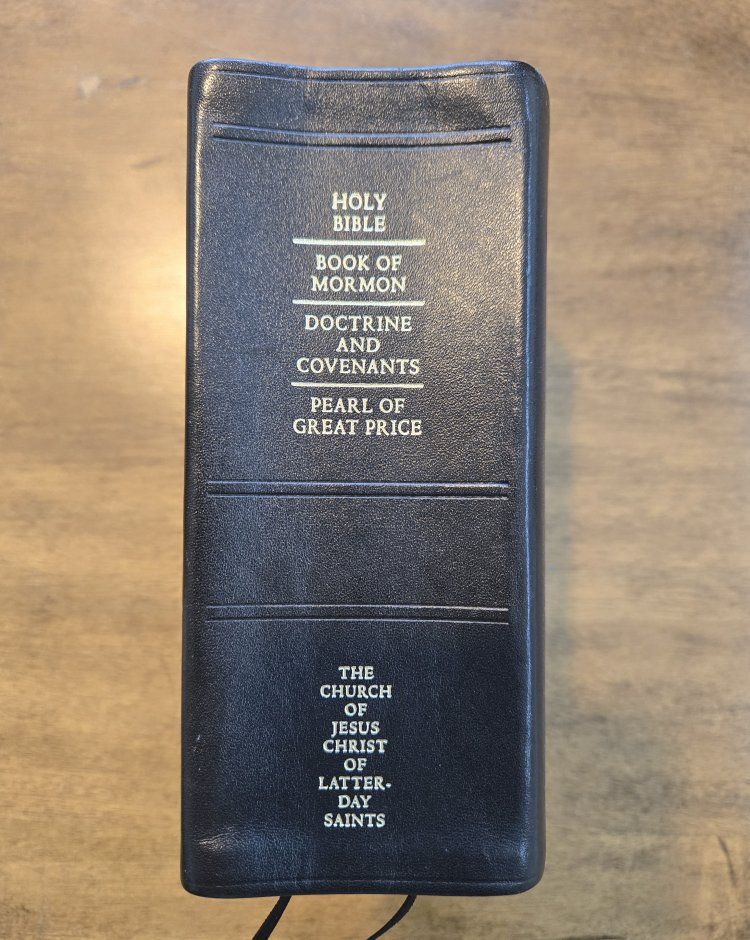 HOLY
BIBLE
BOOK OF
MORMON
DOCTRINE
AND
COVENANTS
PEARL OF
GREAT PRICE
THE
CHURCH
OF
JESUS
CHRIST
OF
LATTER-
DAY
SAINTS